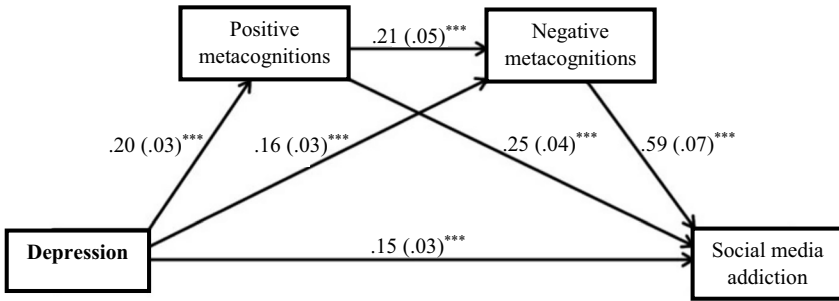 Positive
metacognitions
.21 (.05)***
Negative
metacognitions
.20 (.03)***
.16 (.03)***
.25 (.04)***
.59 (.07)***
Depression
.15 (.03)***
Social media
addiction